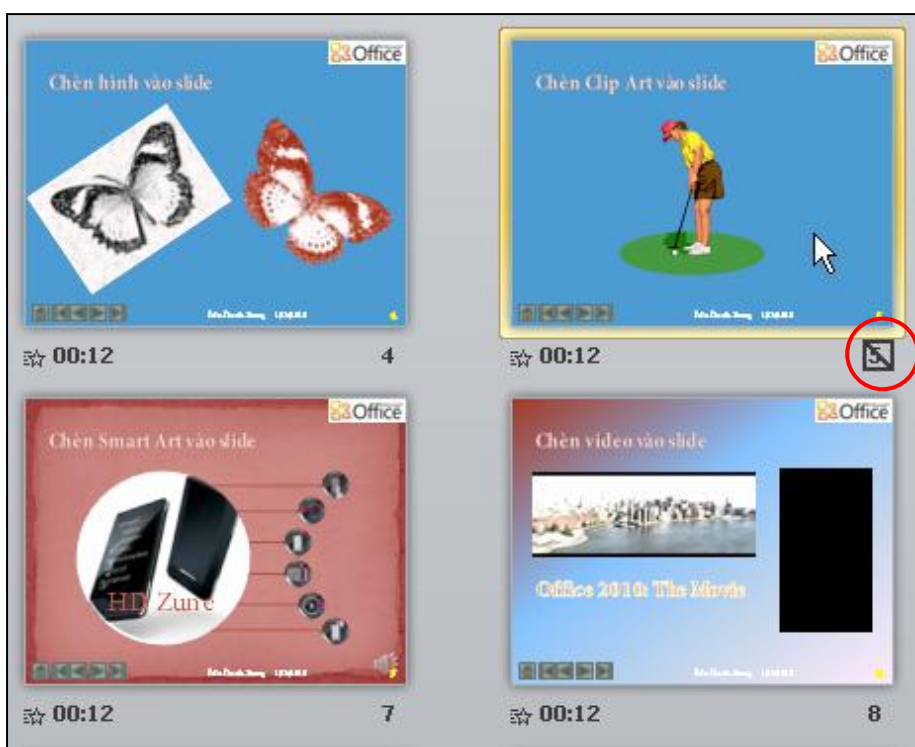 Office
Chèn hình vào slide
00:12
4
Office
Chèn Clip Art vào slide
00:12
5
Office
Chèn Smart Art vào slide
HD Zune
00:12
7
Office
Chèn video vào slide
Office 2010: The Movie
00:12
8